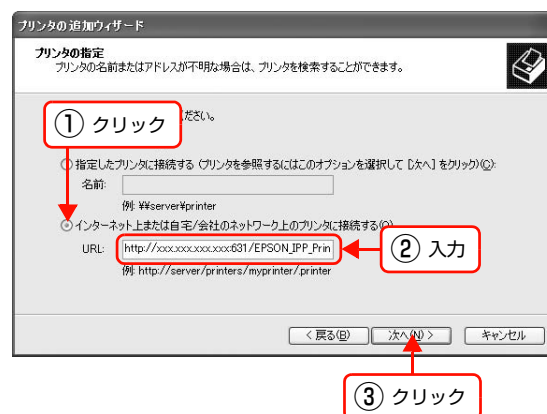 プリンタの追加ウィザード
プリンタの指定
プリンタの名前またはアドレスが不明な場合は、プリンタを検索することができます。
ださい。
① クリック
指定したプリンタに接続する (プリンタを参照するにはこのオプションを選択して [次へ] をクリック)(C):
名前:
例: ¥¥server¥printer
インターネット上または自宅/会社のネットワーク上のプリンタに接続する(O)
URL: http://xxx.xxx.xxx.xxx:631/EPSON_IPP_Prin
② 入力
例: http://server/printers/myprinter/.printer
< 戻る(B) 次へ(N) > キャンセル
③ クリック